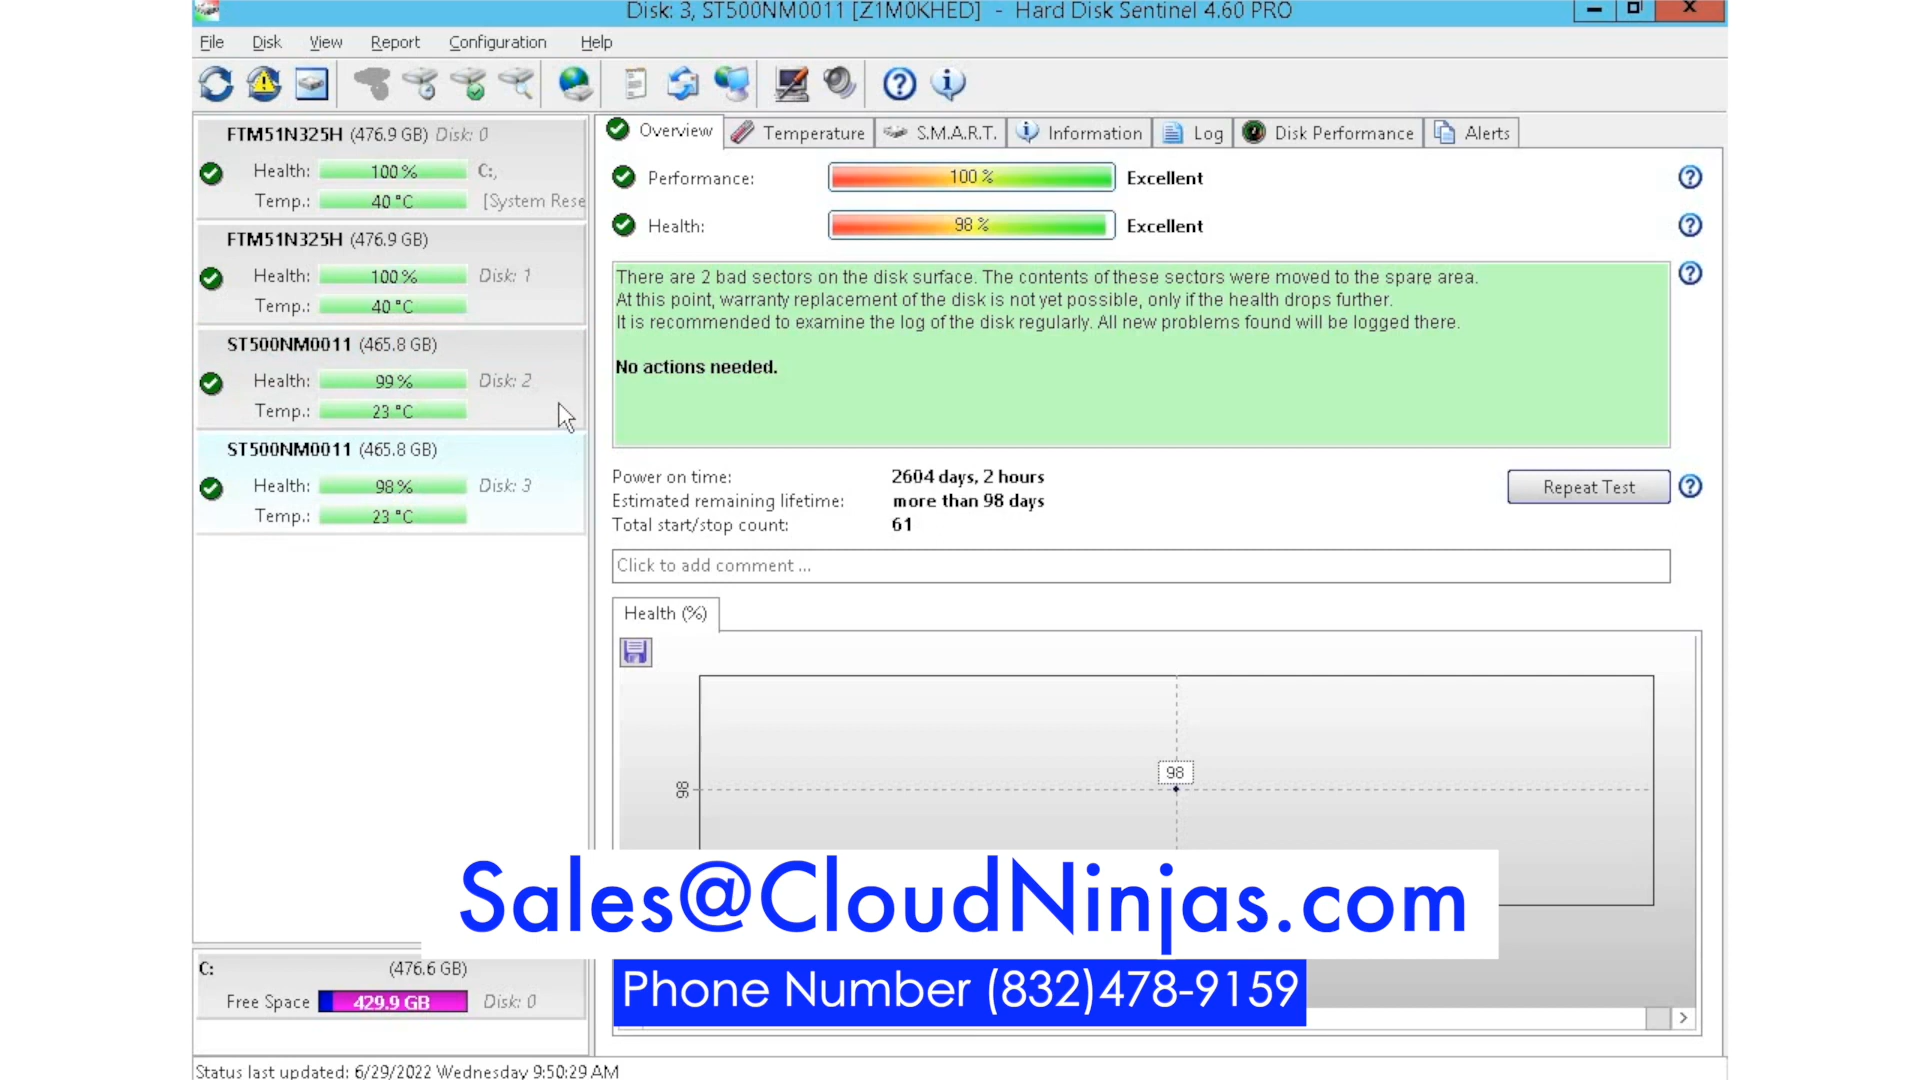 Disk: 3, ST500NM0011 [Z1M0KHED] - Hard Disk Sentinel 4.60 PRO
File Disk View Report Configuration Help
FTM51N325H (476.9 GB) Disk: 0
Health: 100 % C:,
Temp.: 40 °C [System Rese
FTM51N325H (476.9 GB)
Health: 100 % Disk: 1
Temp.: 40 °C
ST500NM0011 (465.8 GB)
Health: 99 % Disk: 2
Temp.: 23 °C
ST500NM0011 (465.8 GB)
Health: 98 % Disk: 3
Temp.: 23 °C
C: (476.6 GB)
Free Space 429.9 GB Disk: 0
Overview Temperature S.M.A.R.T. Information Log Disk Performance Alerts
Performance: 100 % Excellent
Health: 98 % Excellent
There are 2 bad sectors on the disk surface. The contents of these sectors were moved to the spare area.
At this point, warranty replacement of the disk is not yet possible, only if the health drops further.
It is recommended to examine the log of the disk regularly. All new problems found will be logged there.
No actions needed.
Power on time: 2604 days, 2 hours
Estimated remaining lifetime: more than 98 days
Total start/stop count: 61
Repeat Test
Click to add comment ...
Health (%)
98
98
Sales@CloudNinjas.com
Phone Number (832)478-9159
Status last updated: 6/29/2022 Wednesday 9:50:29 AM